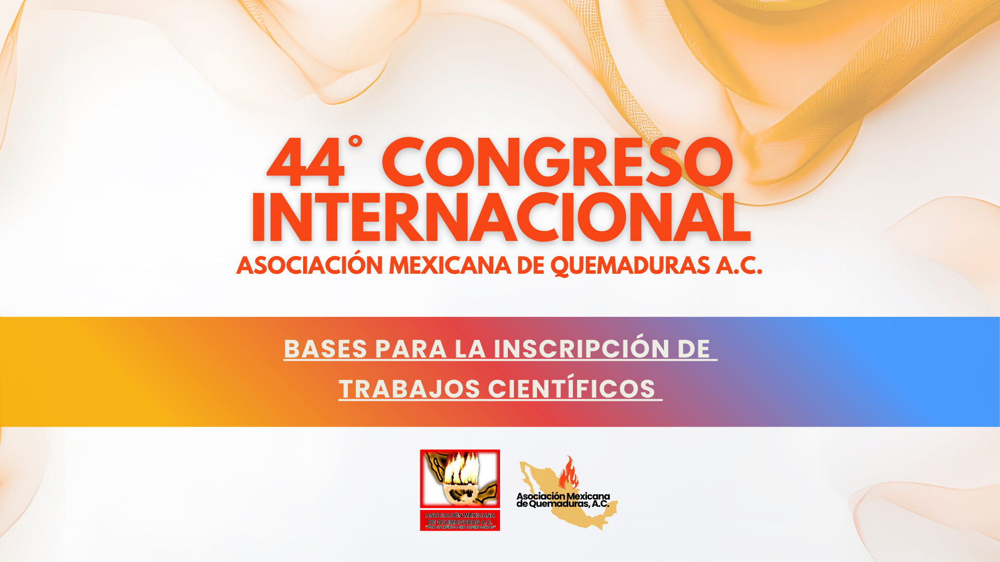 44° CONGRESO
INTERNACIONAL
ASOCIACIÓN MEXICANA DE QUEMADURAS A.C.
BASES PARA LA INSCRIPCIÓN DE
TRABAJOS CIENTÍFICOS
ASOCIACIÓN MEXICANA
DE QUEMADURAS A.C.
"POR UN MÉXICO SIN QUEMADURAS"
Asociación Mexicana
de Quemaduras, A.C.